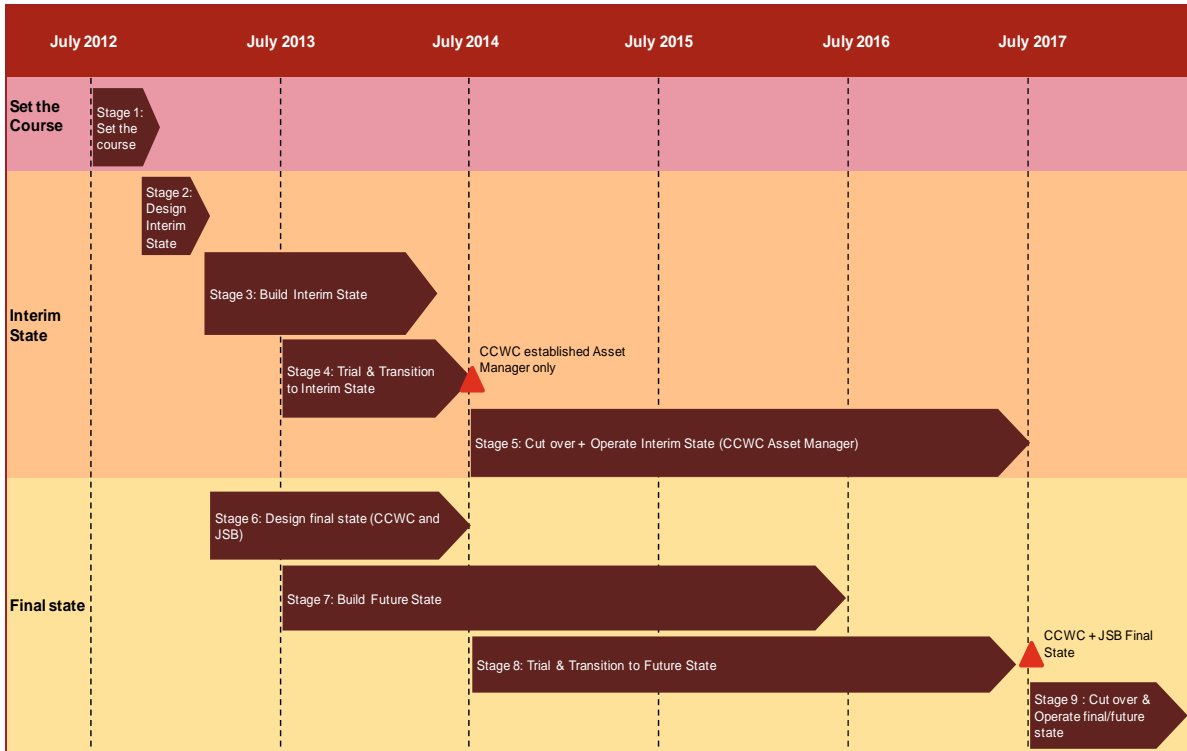 July 2012 July 2013 July 2014 July 2015 July 2016 July 2017
Set the
Course
Stage 1:
Set the
course
Stage 2:
Design
Interim
State
Stage 3: Build Interim State
Interim
State
CCWC established Asset
Manager only
Stage 4: Trial & Transition
to Interim State
Stage 5: Cut over + Operate Interim State (CCWC Asset Manager)
Stage 6: Design final state (CCWC and
JSB)
Final state
Stage 7: Build Future State
CCWC + JSB Final
State
Stage 8: Trial & Transition to Future State
Stage 9 : Cut over &
Operate final/future
state